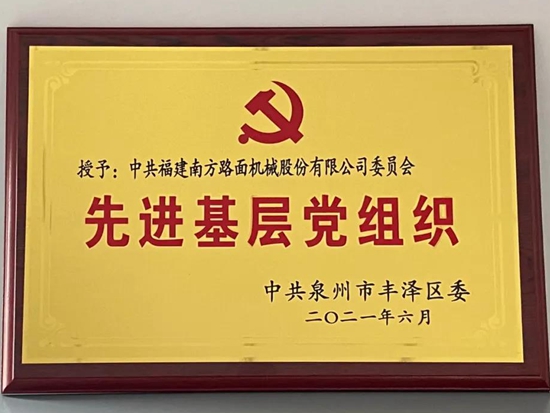 授予：中共福建南方路面机械股份有限公司委员会
先进基层党组织
中共泉州市丰泽区委
二〇二一年六月